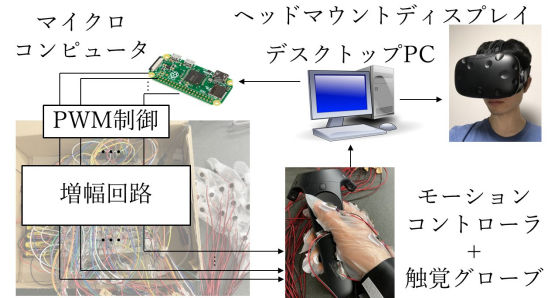 マイクロ
コンピュータ
ヘッドマウントディスプレイ
デスクトップPC
PWM制御
増幅回路
モーション
コントローラ
+
触覚グローブ